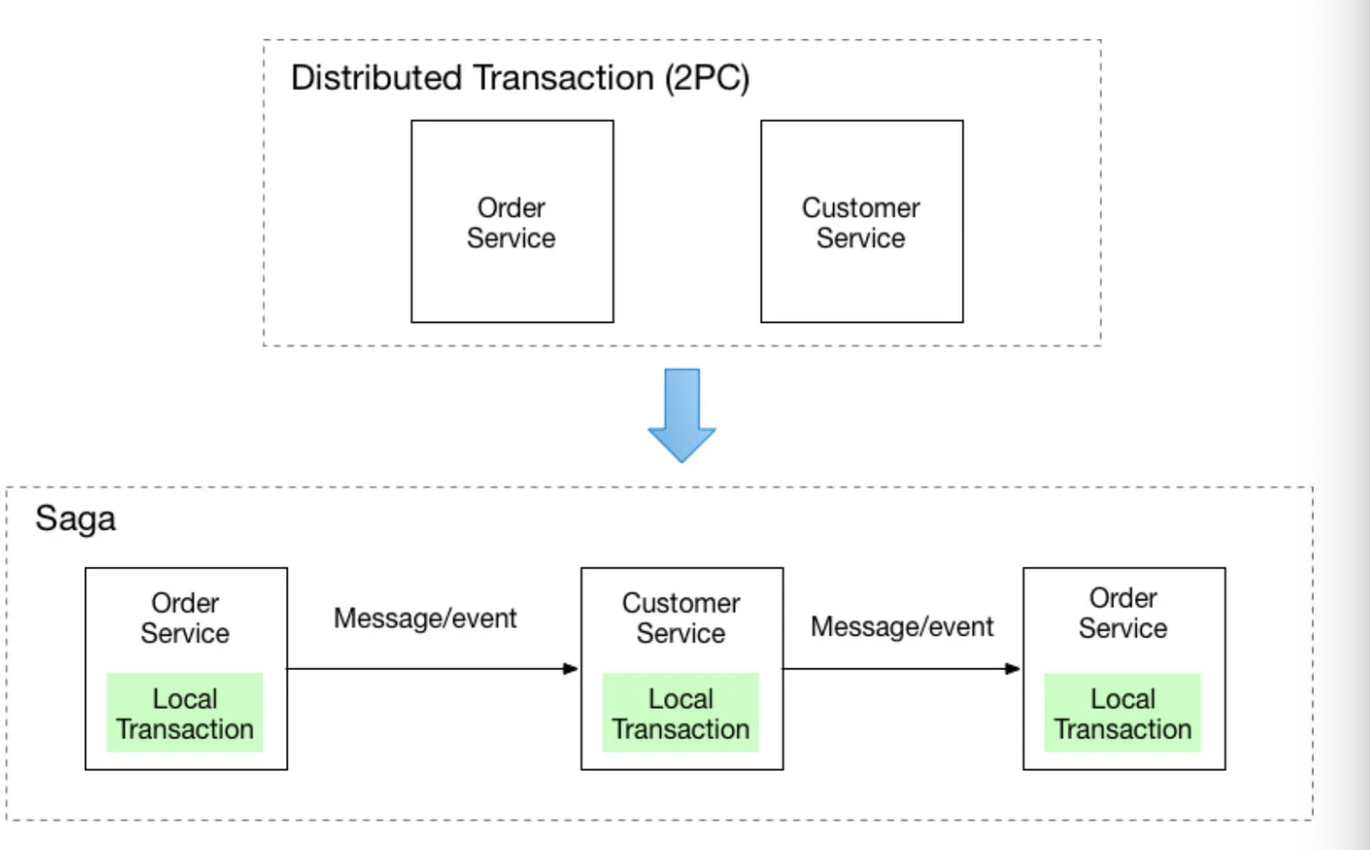 Distributed Transaction (2PC)
Order
Service
Customer
Service
Saga
Order
Service
Local
Transaction
Message/event
Customer
Service
Local
Transaction
Message/event
Order
Service
Local
Transaction